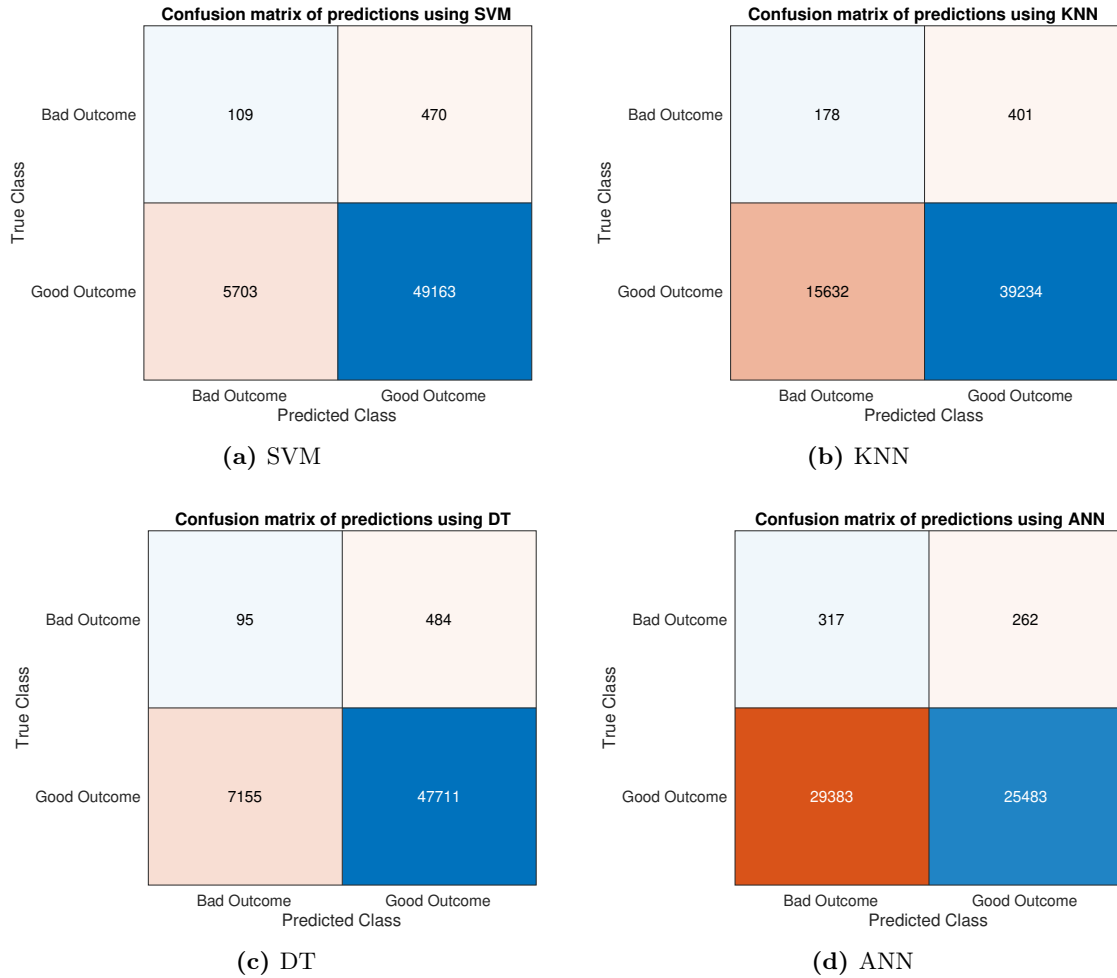 Confusion matrix of predictions using SVM
Bad Outcome
109
470
True Class
Good Outcome
5703
49163
Bad Outcome
Good Outcome
Predicted Class
(a) SVM
Confusion matrix of predictions using KNN
Bad Outcome
178
401
True Class
Good Outcome
15632
39234
Bad Outcome
Good Outcome
Predicted Class
(b) KNN
Confusion matrix of predictions using DT
Bad Outcome
95
484
True Class
Good Outcome
7155
47711
Bad Outcome
Good Outcome
Predicted Class
(c) DT
Confusion matrix of predictions using ANN
Bad Outcome
317
262
True Class
Good Outcome
29383
25483
Bad Outcome
Good Outcome
Predicted Class
(d) ANN